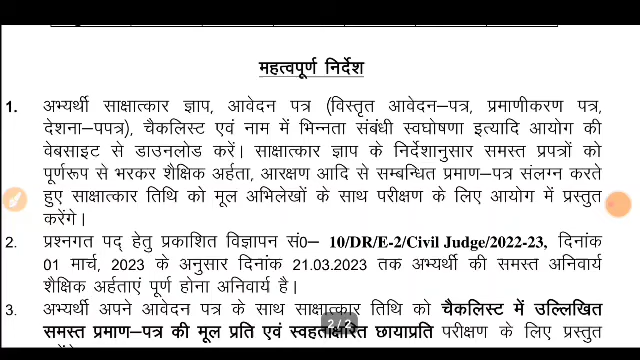 महत्वपूर्ण निर्देश
1. अभ्यर्थी साक्षात्कार ज्ञाप, आवेदन पत्र (विस्तृत आवेदन–पत्र, प्रमाणीकरण पत्र,
देशना–पपत्र), चैकलिस्ट एवं नाम में भिन्नता संबंधी स्वघोषणा इत्यादि आयोग की
वेबसाइट से डाउनलोड करें। साक्षात्कार ज्ञाप के निर्देशानुसार समस्त प्रपत्रों को
पूर्णरूप से भरकर शैक्षिक अर्हता, आरक्षण आदि से सम्बन्धित प्रमाण–पत्र संलग्न करते
हुए साक्षात्कार तिथि को मूल अभिलेखों के साथ परीक्षण के लिए आयोग में प्रस्तुत
करेंगे।
2. प्रश्नगत पद् हेतु प्रकाशित विज्ञापन सं0– 10/DR/E-2/Civil Judge/2022-23, दिनांक
01 मार्च, 2023 के अनुसार दिनांक 21.03.2023 तक अभ्यर्थी की समस्त अनिवार्य
शैक्षिक अर्हताएं पूर्ण होना अनिवार्य है।
3. अभ्यर्थी अपने आवेदन पत्र के साथ साक्षात्कार तिथि को चैकलिस्ट में उल्लिखित
समस्त प्रमाण–पत्र की मूल प्रति एवं स्वहस्ताक्षरित छायाप्रति परीक्षण के लिए प्रस्तुत
2/2